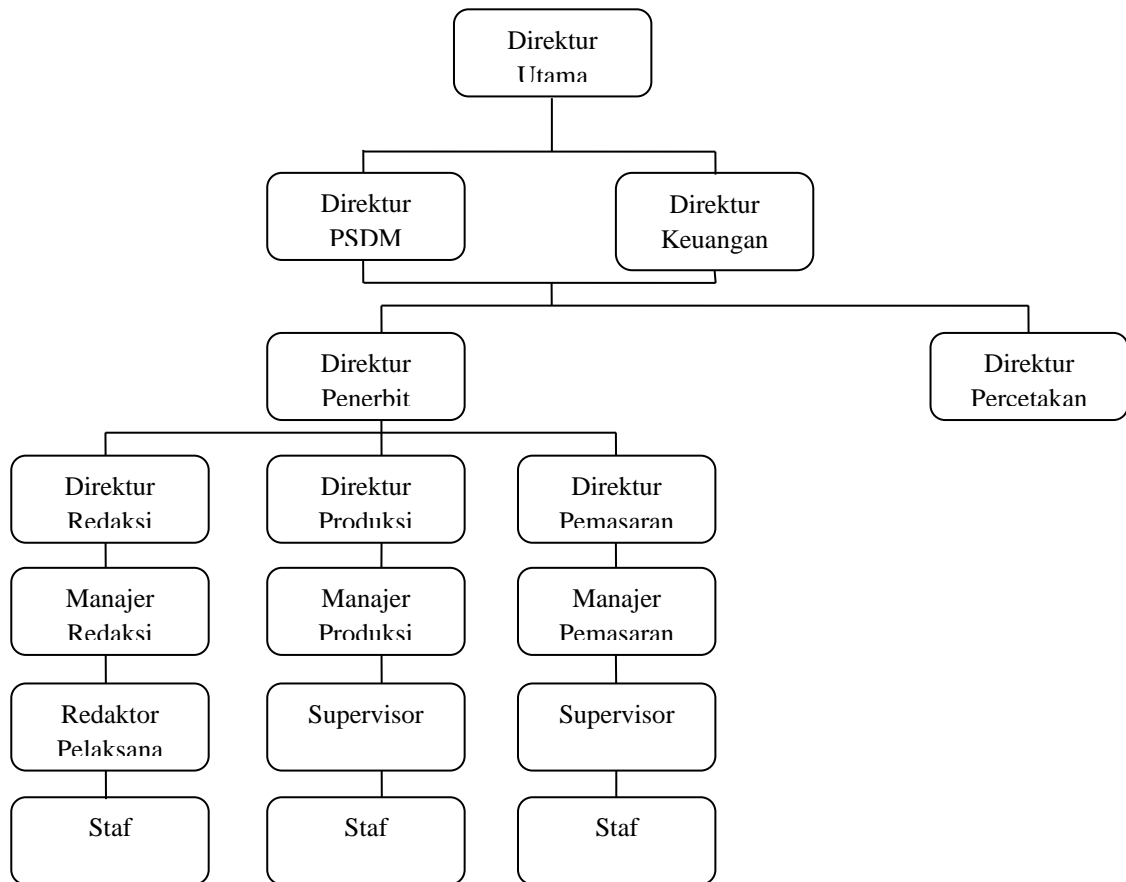 Direktur
Utama
Direktur
PSDM
Direktur
Keuangan
Direktur
Penerbit
Direktur
Percetakan
Direktur
Redaksi
Direktur
Produksi
Direktur
Pemasaran
Manajer
Redaksi
Manajer
Produksi
Manajer
Pemasaran
Redaktor
Pelaksana
Supervisor
Supervisor
Staf
Staf
Staf